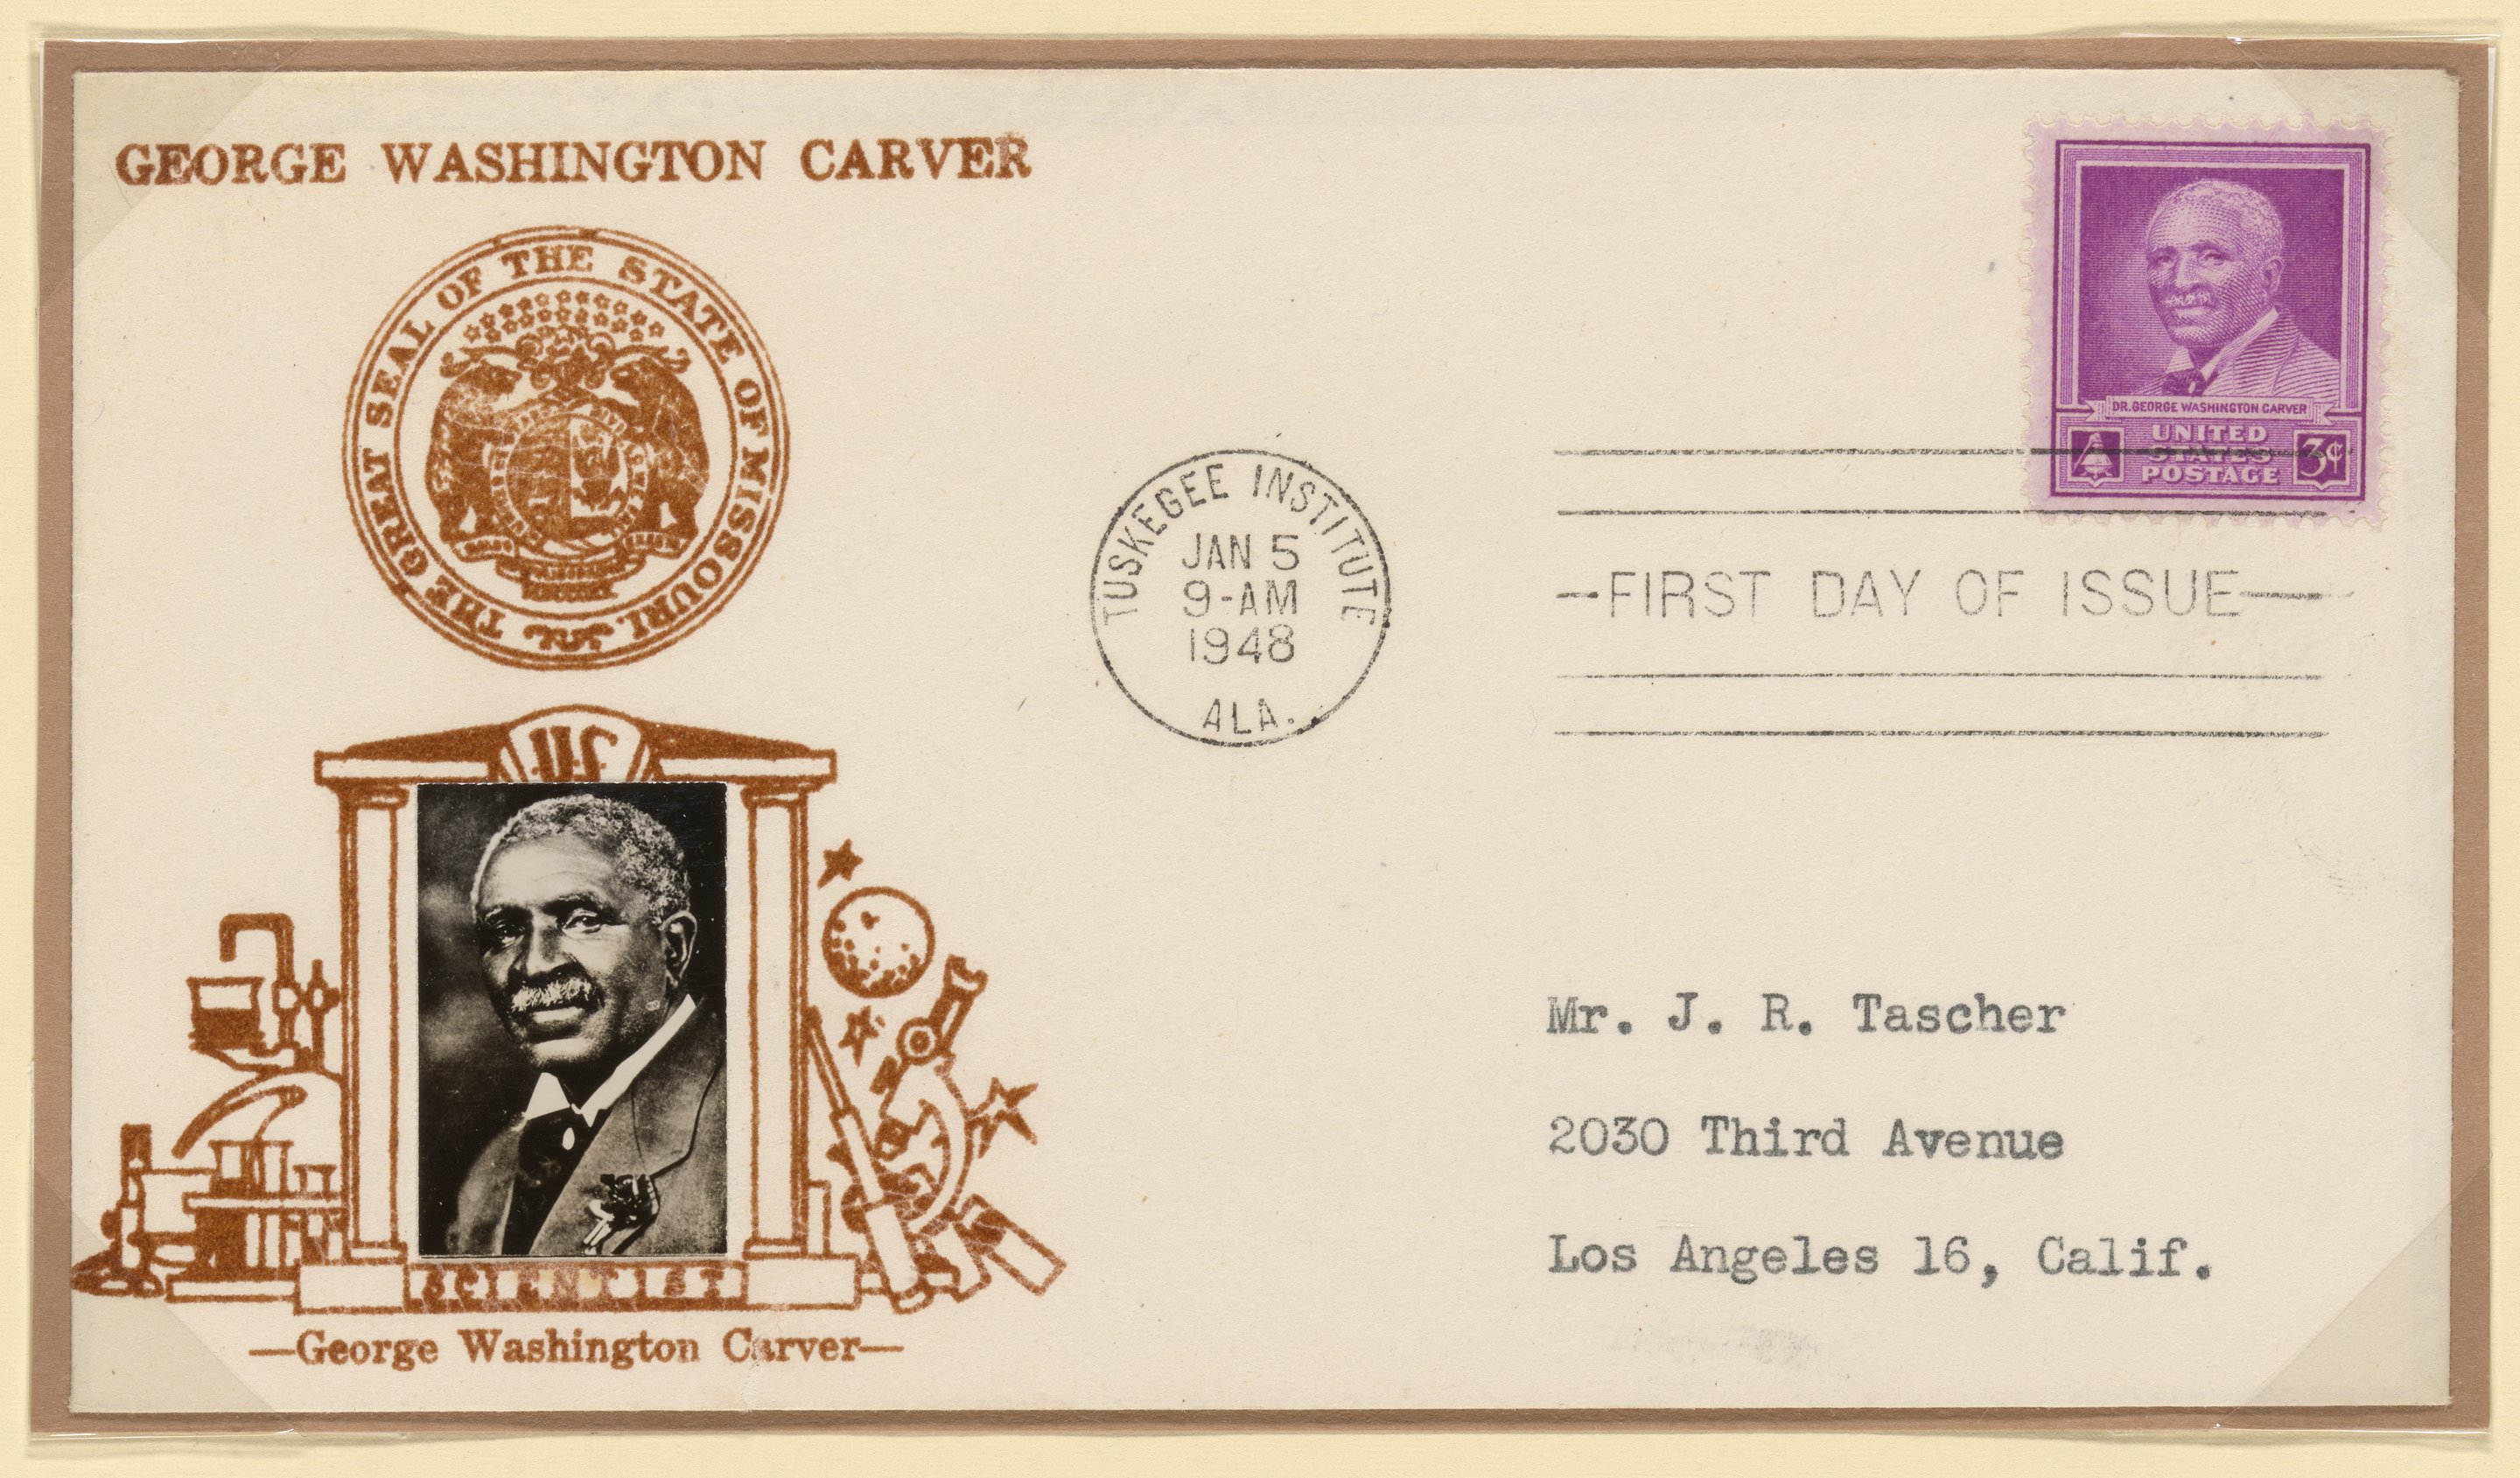 GEORGE WASHINGTON CARVER
THE GREAT SEAL OF THE STATE OF MISSOURI.
SCIENTIST
—George Washington Carver—
TUSKEGEE INSTITUTE
JAN 5
9-AM
1948
ALA.
DR. GEORGE WASHINGTON CARVER
UNITED
STATES
POSTAGE
3¢
—FIRST DAY OF ISSUE—
Mr. J. R. Tascher
2030 Third Avenue
Los Angeles 16, Calif.